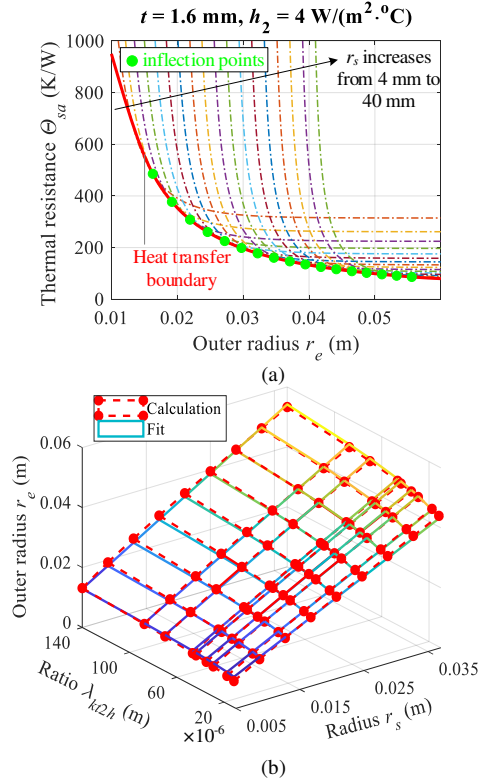 t = 1.6 mm, h₂ = 4 W/(m²·ºC)
Thermal resistance Θₛₐ (K/W)
1000
800
600
400
200
0
inflection points
rₛ increases
from 4 mm to
40 mm
Heat transfer
boundary
0.01 0.02 0.03 0.04 0.05
Outer radius rₑ (m)
(a)
Calculation
Fit
Outer radius rₑ (m)
0.06
0.04
0.02
0
140
100
60
20
×10⁻⁶
Ratio λ_kt2h (m)
0.005
0.015
0.025
0.035
Radius rₛ (m)
(b)